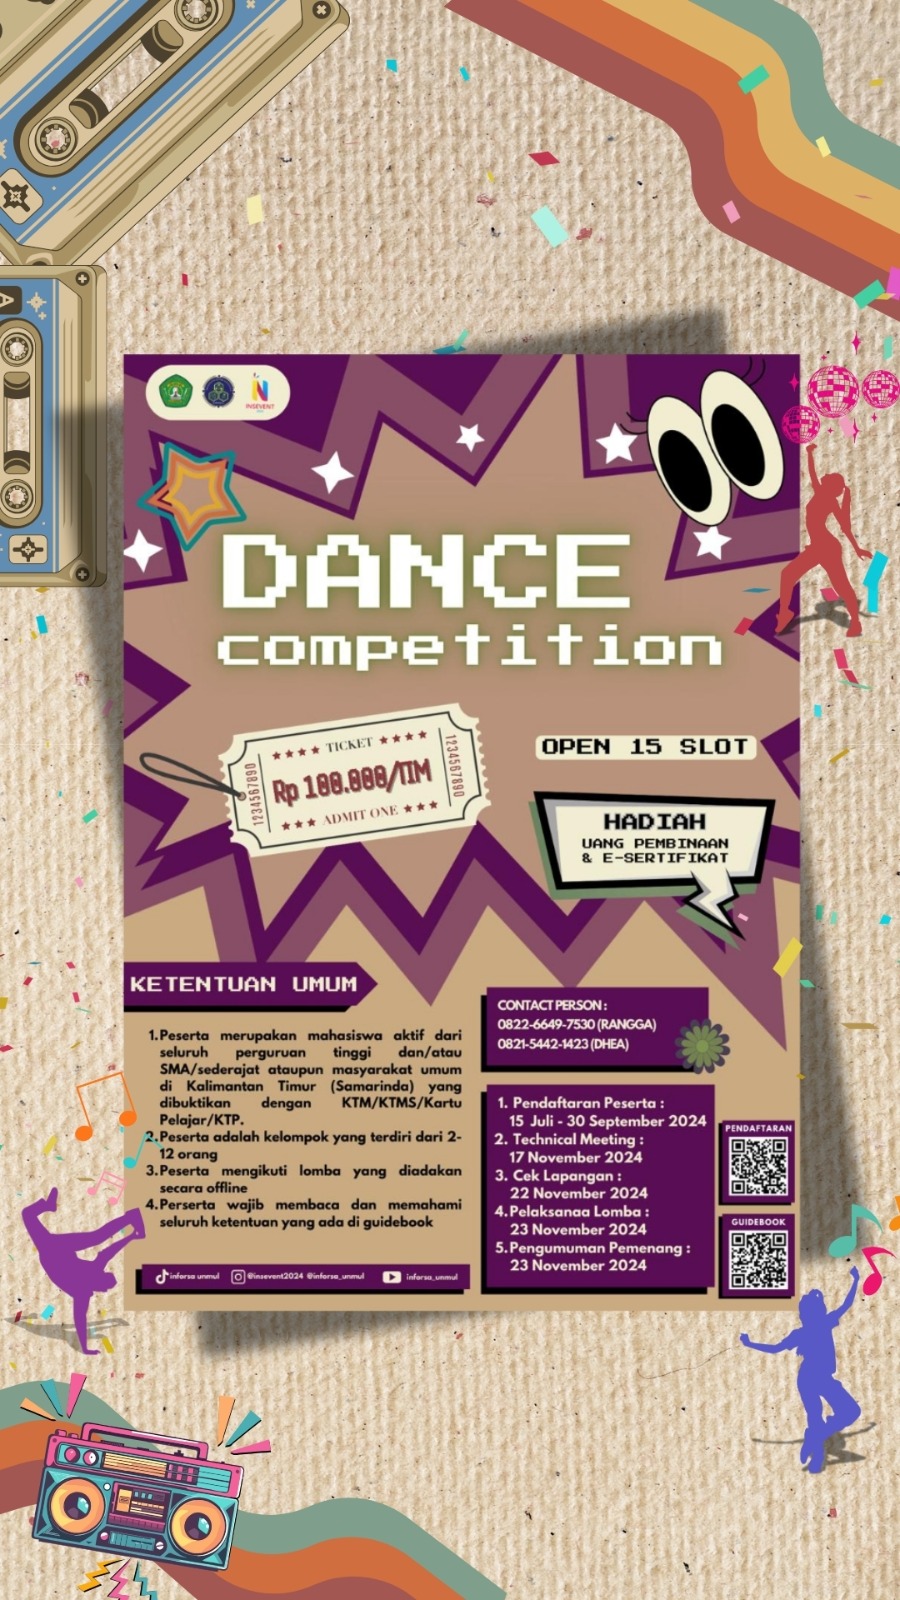 INSEVENT
DANCE
competition
TICKET
1234567890
Rp 100.000/TIM
1234567890
ADMIT ONE
OPEN 15 SLOT
HADIAH
UANG PEMBINAAN
& E-SERTIFIKAT
KETENTUAN UMUM
1. Peserta merupakan mahasiswa aktif dari
seluruh perguruan tinggi dan/atau
SMA/sederajat ataupun masyarakat umum
di Kalimantan Timur (Samarinda) yang
dibuktikan dengan KTM/KTMS/Kartu
Pelajar/KTP.
2. Peserta adalah kelompok yang terdiri dari 2-
12 orang
3. Peserta mengikuti lomba yang diadakan
secara offline
4. Perserta wajib membaca dan memahami
seluruh ketentuan yang ada di guidebook
inforsa unmul @insevent2024 @inforsa_unmul inforsa_unmul
CONTACT PERSON :
0822-6649-7530 (RANGGA)
0821-5442-1423 (DHEA)
1. Pendaftaran Peserta :
15 Juli - 30 September 2024
2. Technical Meeting :
17 November 2024
3. Cek Lapangan :
22 November 2024
4. Pelaksanaa Lomba :
23 November 2024
5. Pengumuman Pemenang :
23 November 2024
PENDAFTARAN
GUIDEBOOK